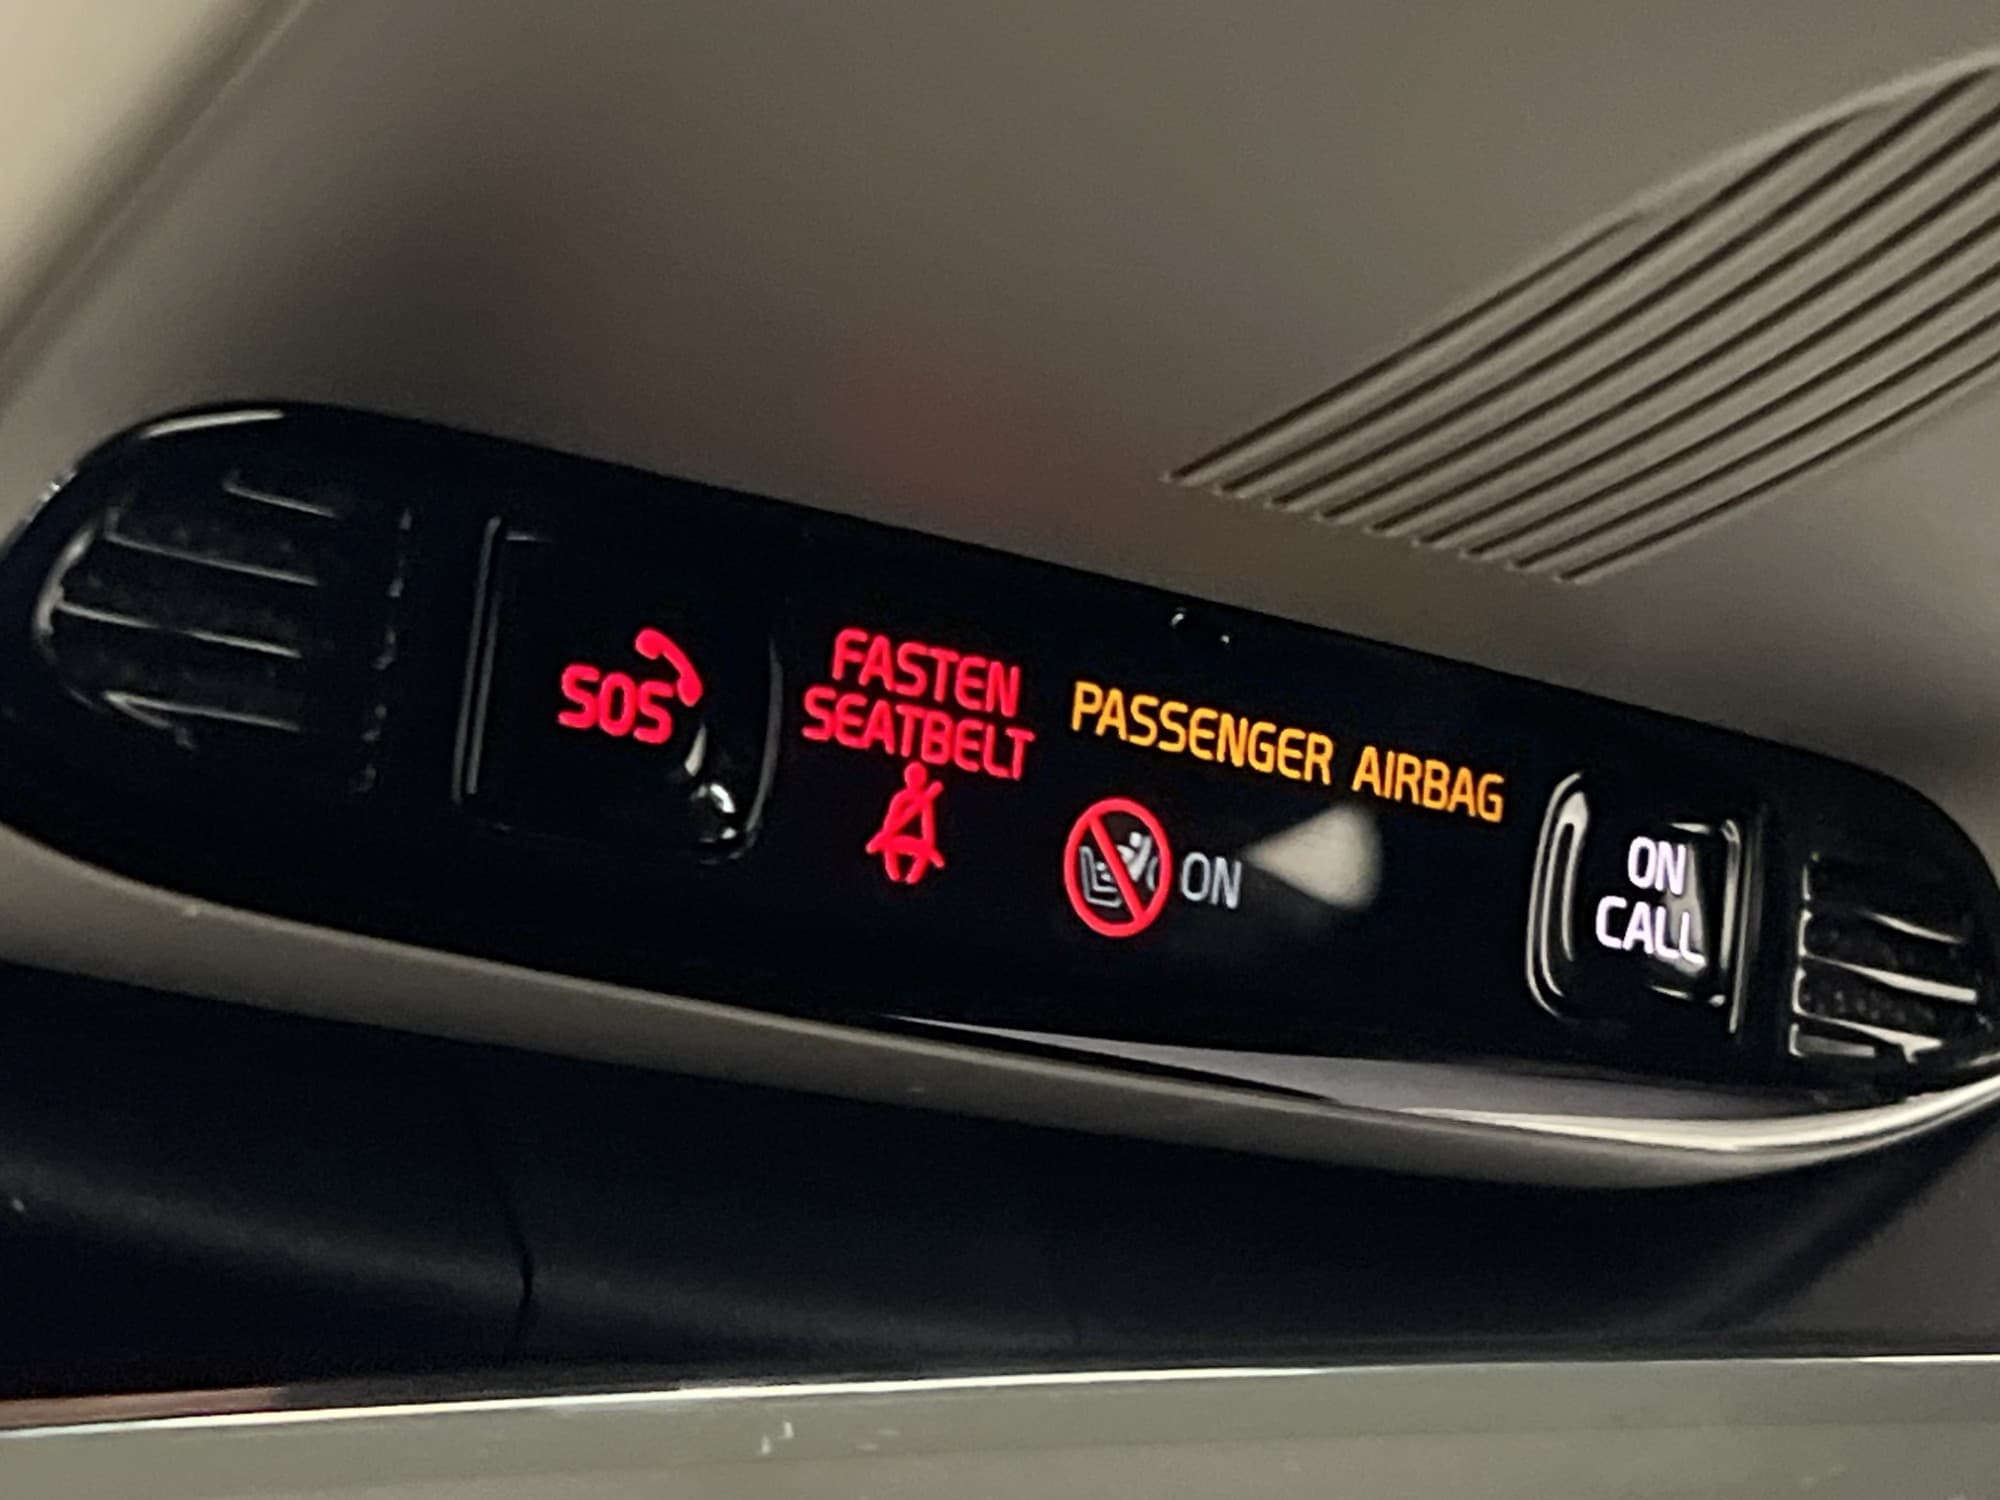 SOS
FASTEN
SEATBELT
PASSENGER AIRBAG
ON
ON
CALL